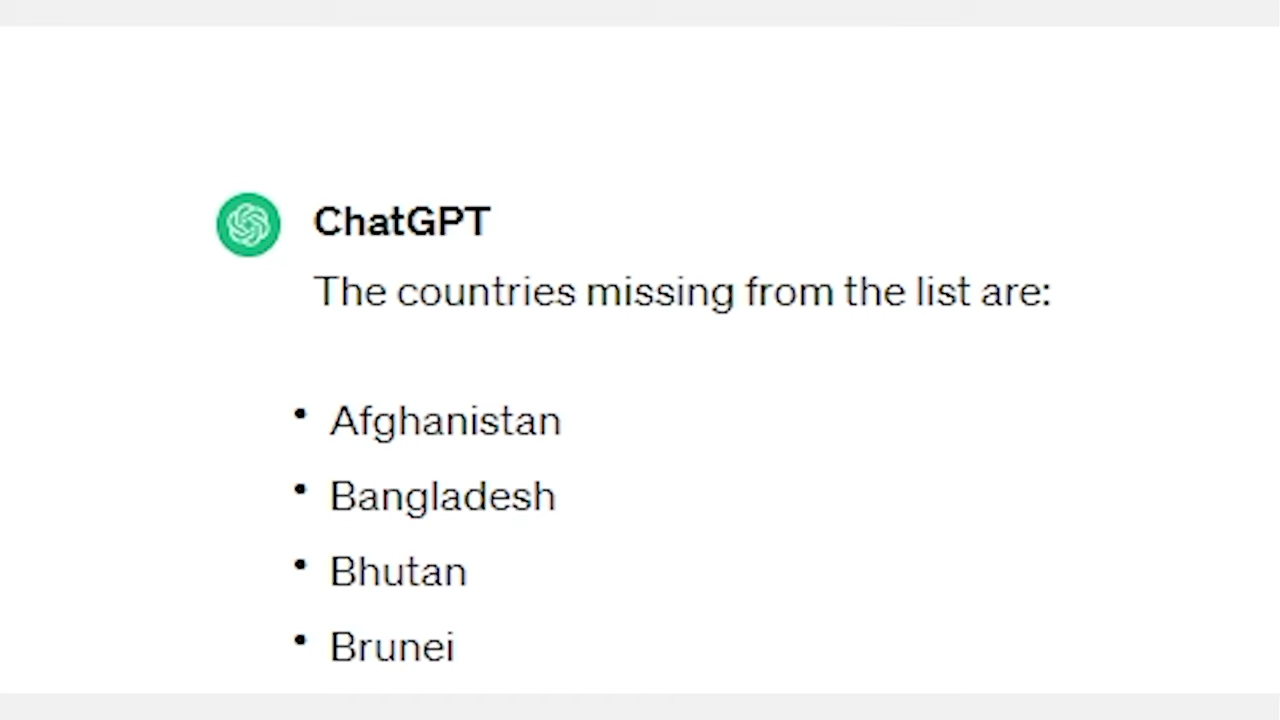 ChatGPT
The countries missing from the list are:
• Afghanistan
• Bangladesh
• Bhutan
• Brunei